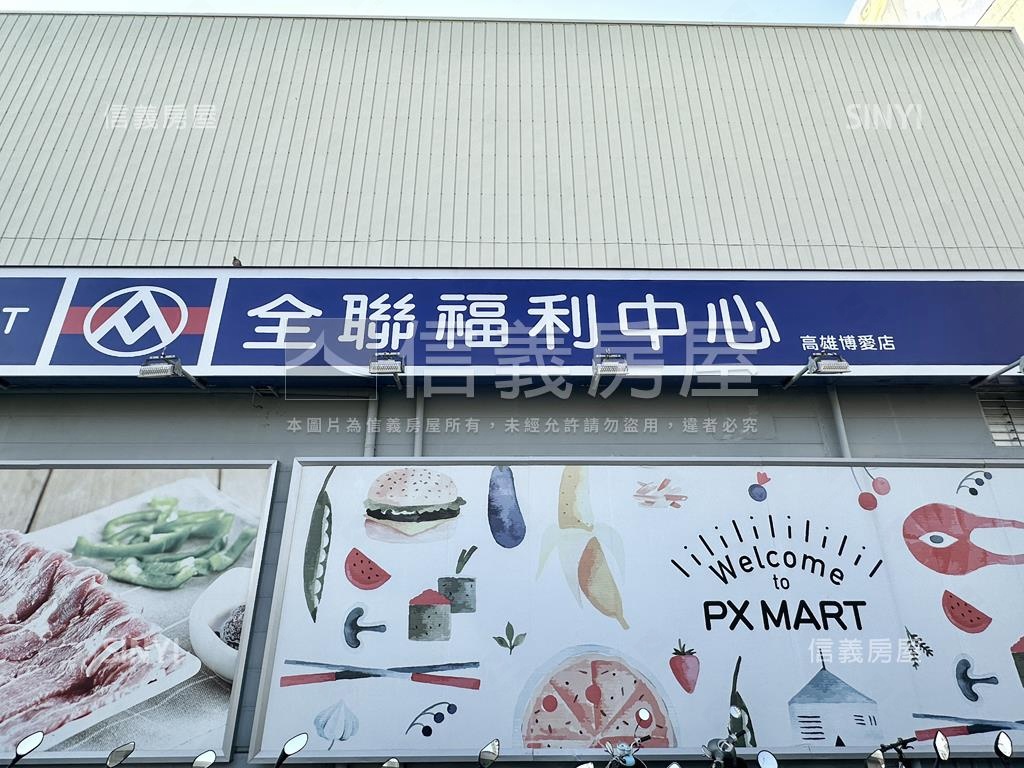 信義房屋
SINYI
T
全聯福利中心
高雄博愛店
信義房屋
本圖片為信義房屋所有，未經允許請勿盜用，違者必究
Welcome
to
PX MART
SINYI
信義房屋